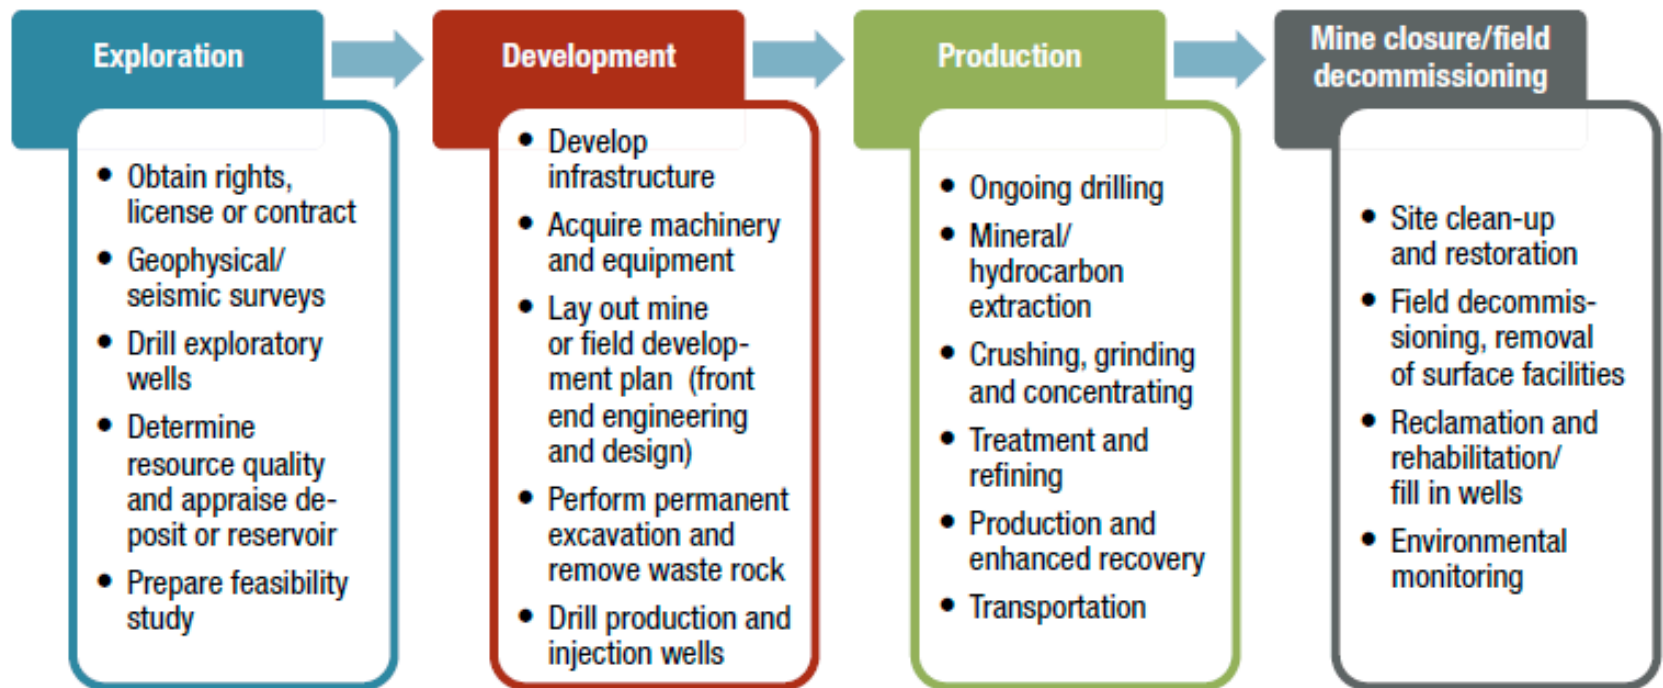 Exploration
• Obtain rights,
license or contract
• Geophysical/
seismic surveys
• Drill exploratory
wells
• Determine
resource quality
and appraise de-
posit or reservoir
• Prepare feasibility
study
Development
• Develop
infrastructure
• Acquire machinery
and equipment
• Lay out mine
or field develop-
ment plan (front
end engineering
and design)
• Perform permanent
excavation and
remove waste rock
• Drill production and
injection wells
Production
• Ongoing drilling
• Mineral/
hydrocarbon
extraction
• Crushing, grinding
and concentrating
• Treatment and
refining
• Production and
enhanced recovery
• Transportation
Mine closure/field
decommissioning
• Site clean-up
and restoration
• Field decommis-
sioning, removal
of surface facilities
• Reclamation and
rehabilitation/
fill in wells
• Environmental
monitoring